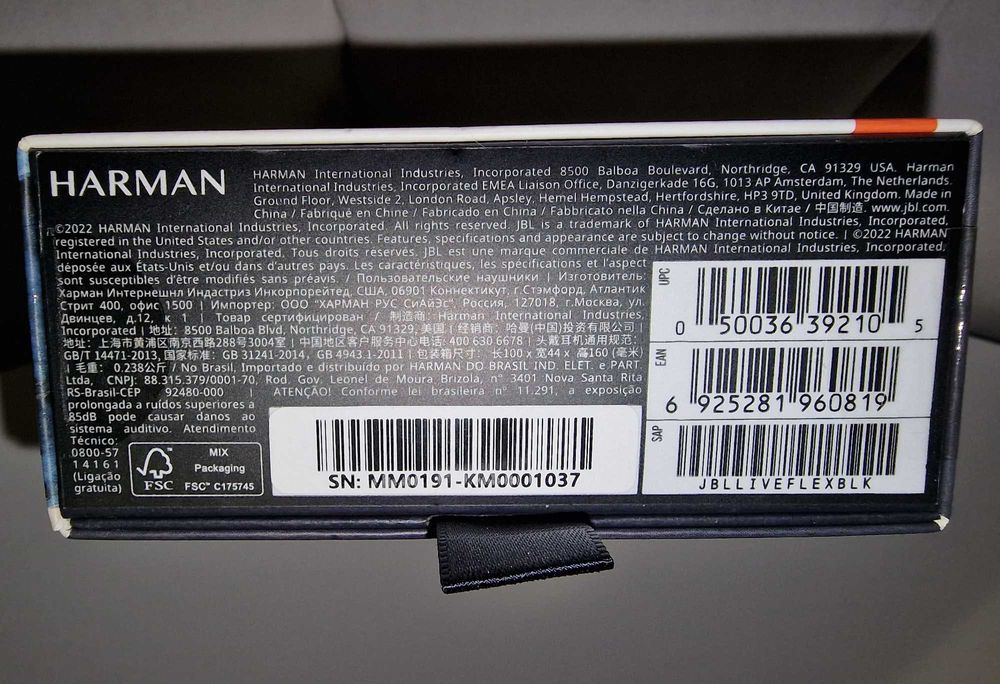 HARMAN
HARMAN International Industries, Incorporated 8500 Balboa Boulevard, Northridge, CA 91329 USA. Harman
International Industries, Incorporated EMEA Liaison Office, Danzigerkade 16G, 1013 AP Amsterdam, The Netherlands.
Ground Floor, Westside 2, London Road, Apsley, Hemel Hempstead, Hertfordshire, HP3 9TD, United Kingdom. Made in
China / Fabriqué en Chine / Fabricado en China / Fabbricato nella China / Сделано в Китае / 中国制造. www.jbl.com
©2022 HARMAN International Industries, Incorporated. All rights reserved. JBL is a trademark of HARMAN International Industries, Incorporated,
registered in the United States and/or other countries. Features, specifications and appearance are subject to change without notice. | ©2022 HARMAN
International Industries, Incorporated. Tous droits réservés. JBL est une marque commerciale de HARMAN International Industries, Incorporated,
déposée aux États-Unis et/ou dans d'autres pays. Les caractéristiques, les spécifications et l'aspect
sont susceptibles d'être modifiés sans préavis. / Пользовательские наушники | Изготовитель:
Харман Интернешнл Индастриз Инкорпорейтед, США, 06901 Коннектикут, г.Стэмфорд, Атлантик
Стрит 400, офис 1500 | Импортер: ООО "ХАРМАН РУС СиАйЭс", Россия, 127018, г.Москва, ул.
Двинцев, д.12, к 1 | Товар сертифицирован / 制造商: Harman International Industries,
Incorporated | 地址: 8500 Balboa Blvd, Northridge, CA 91329, 美国 | 经销商: 哈曼(中国)投资有限公司 |
地址: 上海市黄浦区南京西路288号3004室 | 中国地区客户服务中心电话: 400 630 6678 | 头戴耳机通用规范:
GB/T 14471-2013, 国家标准: GB 31241-2014, GB 4943.1-2011 | 包装箱尺寸: 长100 x 宽44 x 高160 (毫米)
| 毛重: 0.238公斤 / No Brasil, Importado e distribuído por HARMAN DO BRASIL IND. ELET. e PART.
Ltda, CNPJ: 88.315.379/0001-70, Rod. Gov. Leonel de Moura Brizola, nº 3401 Nova Santa Rita
RS-Brasil-CEP 92480-000 | ATENÇÃO! Conforme lei brasileira nº 11.291, a exposição
prolongada a ruídos superiores a
85dB pode causar danos ao
sistema auditivo. Atendimento
Técnico:
0800-57
14161
(Ligação
gratuita)
FSC
MIX
Packaging
FSC™ C175745
SN: MM0191-KM0001037
UPC
0 50036 39210 5
EAN
6 925281 960819
SAP
JBLLIVEFLEXBLK